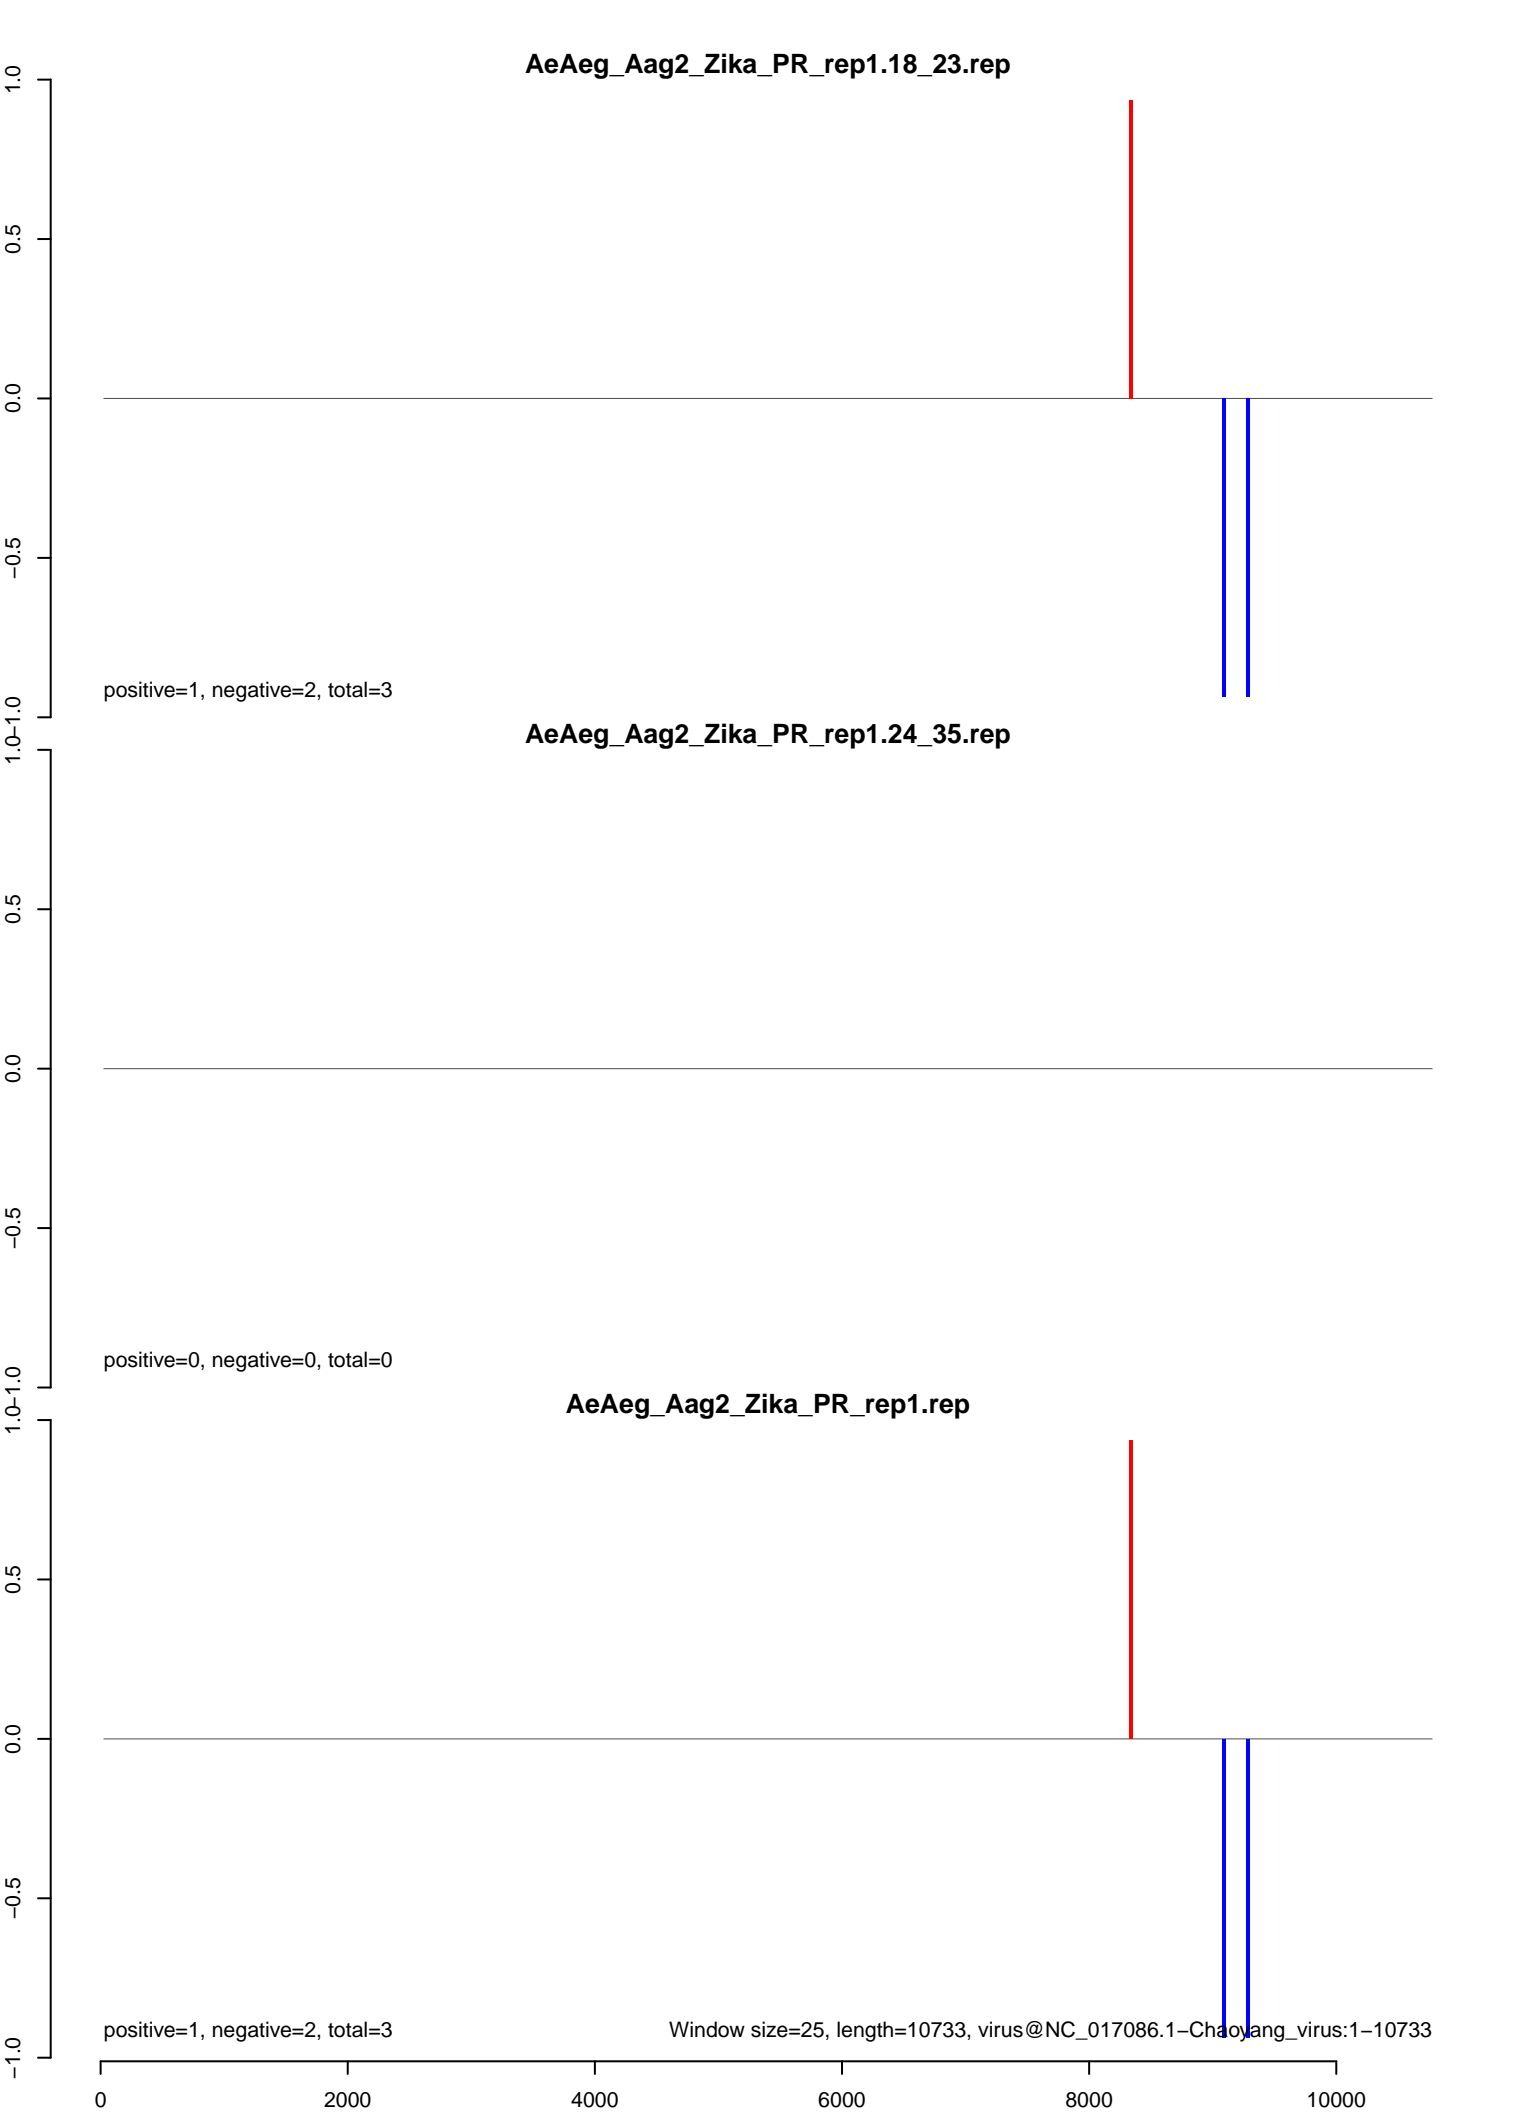 AeAeg_Aag2_Zika_PR_rep1.18_23.rep
1.0
0.5
0.0
−0.5
−1.0
positive=1, negative=2, total=3
AeAeg_Aag2_Zika_PR_rep1.24_35.rep
1.0
0.5
0.0
−0.5
−1.0
positive=0, negative=0, total=0
AeAeg_Aag2_Zika_PR_rep1.rep
1.0
0.5
0.0
−0.5
−1.0
positive=1, negative=2, total=3
Window size=25, length=10733, virus@NC_017086.1−Chaoyang_virus:1−10733
0 2000 4000 6000 8000 10000